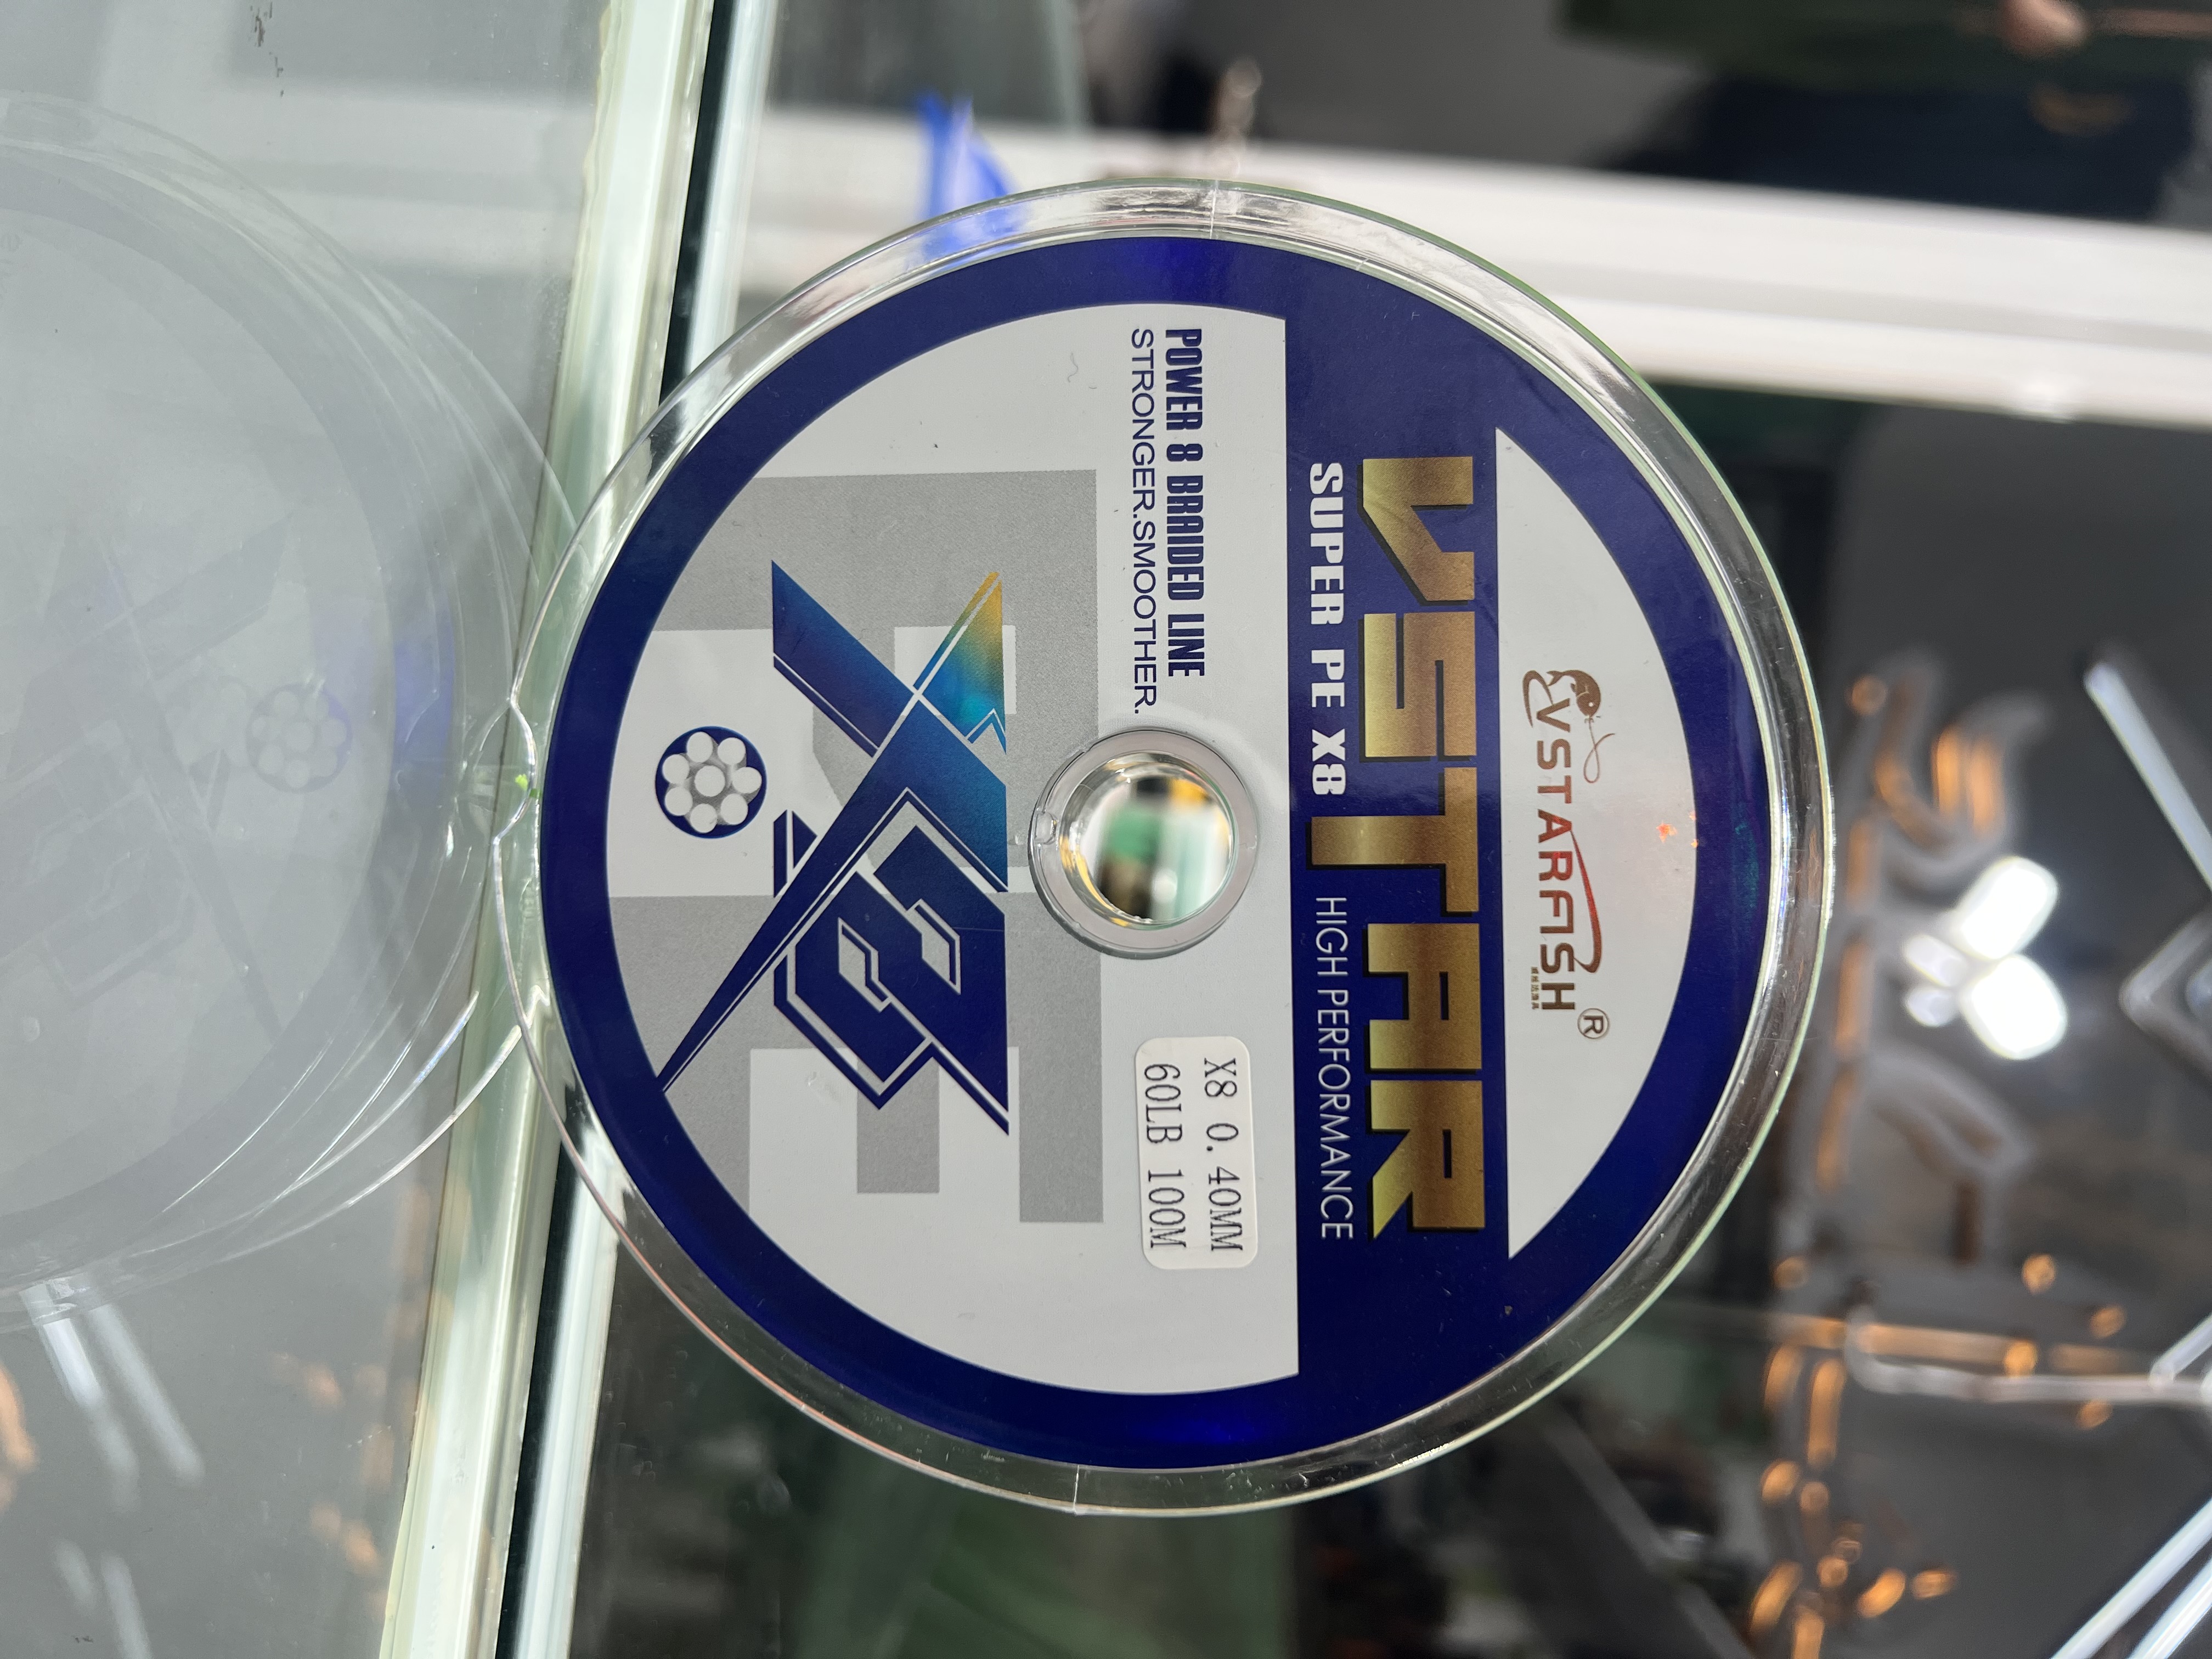 VSTARFISH®
VSTAR
SUPER PE X8 HIGH PERFORMANCE
POWER 8 BRAIDED LINE
STRONGER.SMOOTHER.
X8 0.40MM
60LB 100M
PE
X8